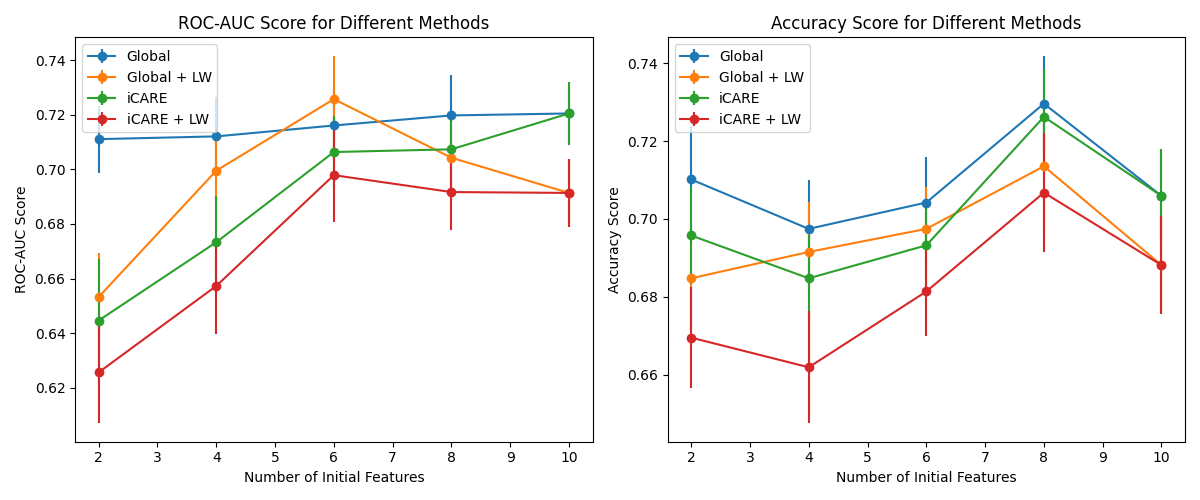 ROC-AUC Score for Different Methods
Global
Global + LW
iCARE
iCARE + LW
0.74
0.72
0.70
0.68
0.66
0.64
0.62
ROC-AUC Score
2 3 4 5 6 7 8 9 10
Number of Initial Features
Accuracy Score for Different Methods
Global
Global + LW
iCARE
iCARE + LW
0.74
0.72
0.70
0.68
0.66
Accuracy Score
2 3 4 5 6 7 8 9 10
Number of Initial Features